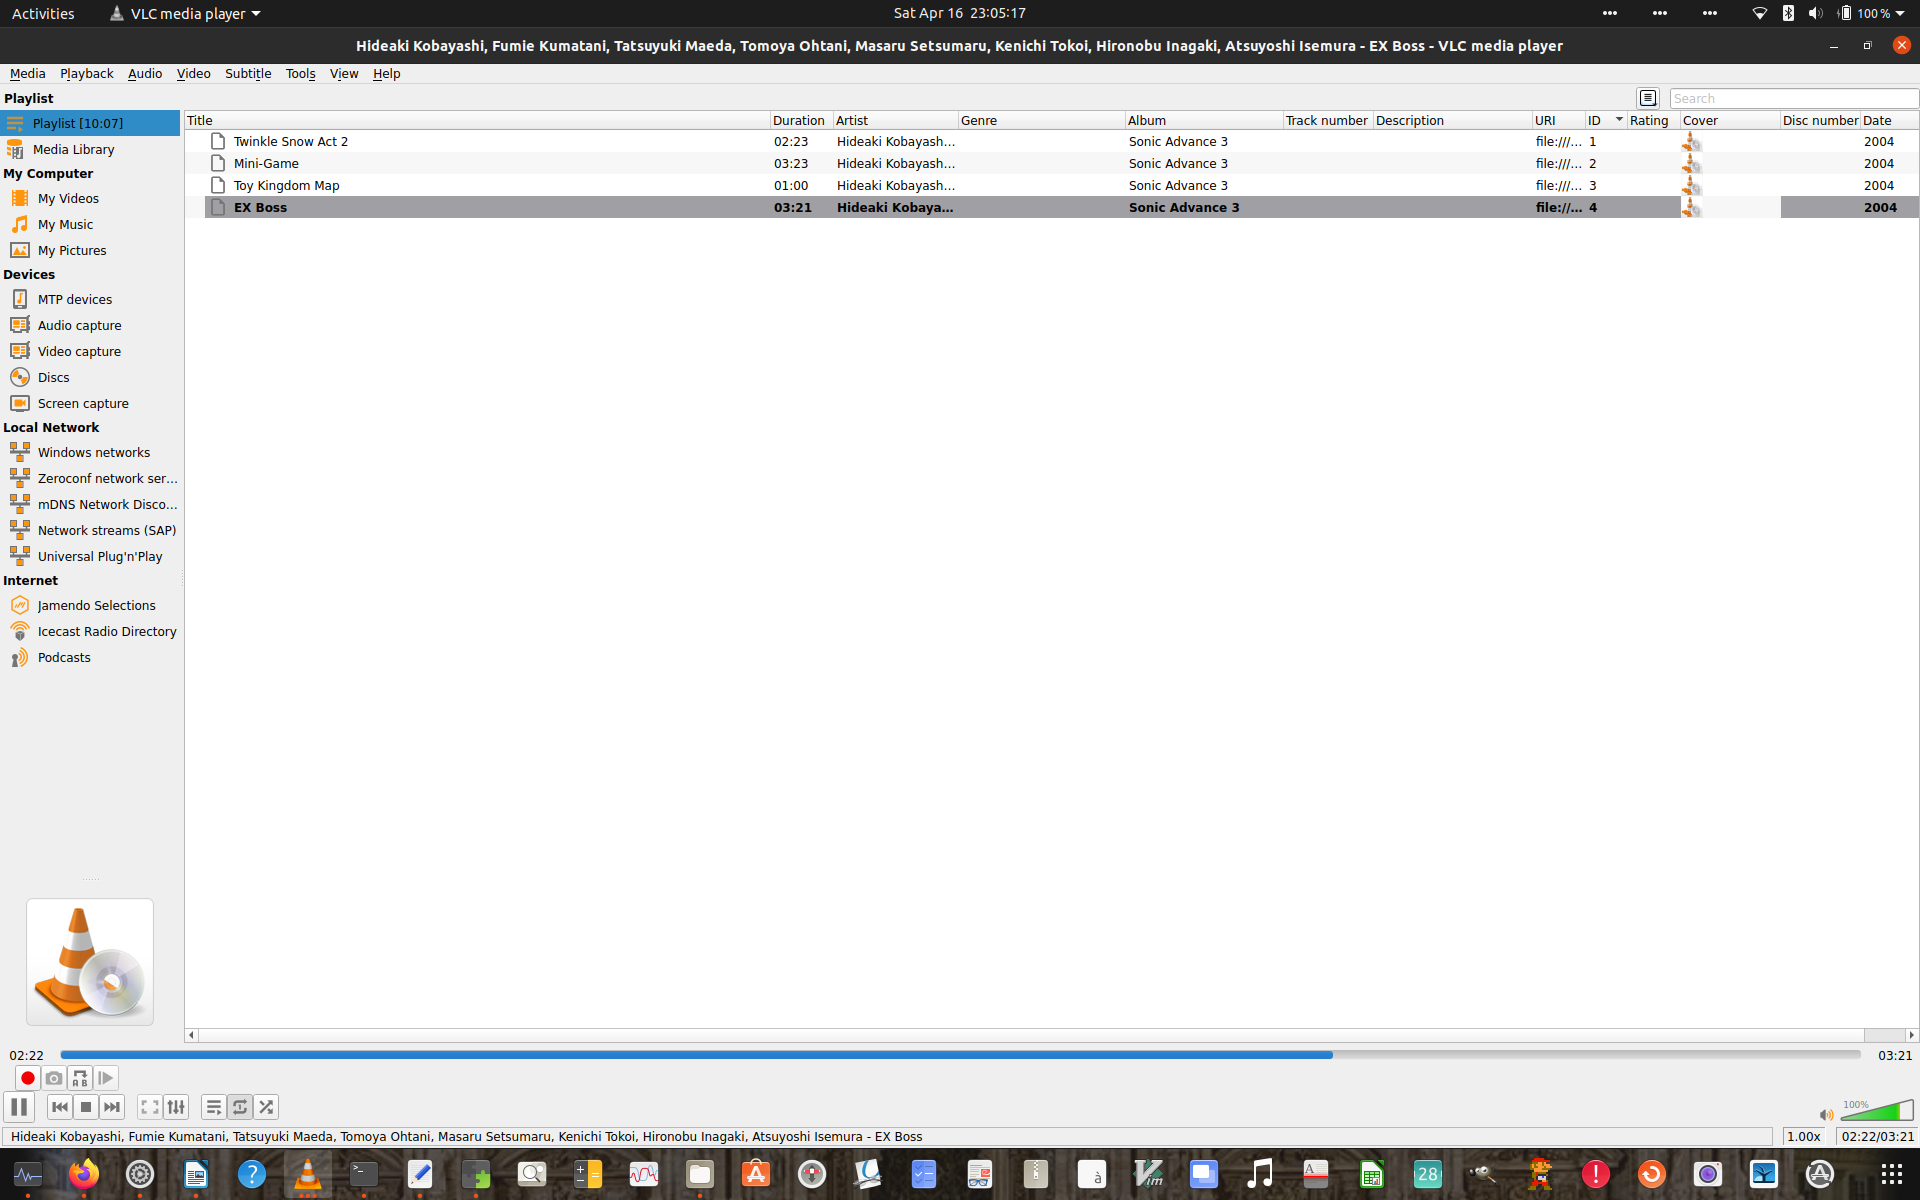 Activities VLC media player Sat Apr 16 23:05:17 100 %
Hideaki Kobayashi, Fumie Kumatani, Tatsuyuki Maeda, Tomoya Ohtani, Masaru Setsumaru, Kenichi Tokoi, Hironobu Inagaki, Atsuyoshi Isemura - EX Boss - VLC media player
Media Playback Audio Video Subtitle Tools View Help
Playlist
Search
Playlist [10:07]
Media Library
My Computer
My Videos
My Music
My Pictures
Devices
MTP devices
Audio capture
Video capture
Discs
Screen capture
Local Network
Windows networks
Zeroconf network ser...
mDNS Network Disco...
Network streams (SAP)
Universal Plug'n'Play
Internet
Jamendo Selections
Icecast Radio Directory
Podcasts
Title Duration Artist Genre Album Track number Description URI ID Rating Cover Disc number Date
Twinkle Snow Act 2 02:23 Hideaki Kobayash... Sonic Advance 3 file:///... 1 2004
Mini-Game 03:23 Hideaki Kobayash... Sonic Advance 3 file:///... 2 2004
Toy Kingdom Map 01:00 Hideaki Kobayash... Sonic Advance 3 file:///... 3 2004
EX Boss 03:21 Hideaki Kobaya... Sonic Advance 3 file://... 4 2004
02:22 03:21
A B
100%
Hideaki Kobayashi, Fumie Kumatani, Tatsuyuki Maeda, Tomoya Ohtani, Masaru Setsumaru, Kenichi Tokoi, Hironobu Inagaki, Atsuyoshi Isemura - EX Boss 1.00x 02:22/03:21
? >_ à Vim A 28 !